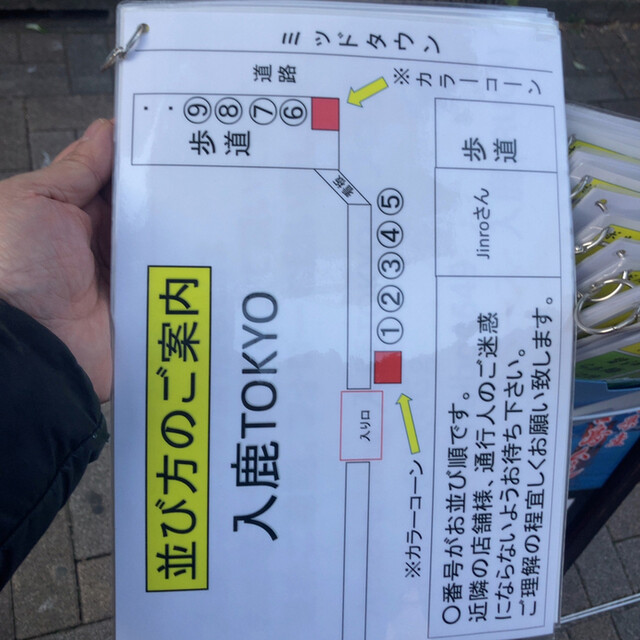 並び方のご案内
入鹿TOKYO
ミッドタウン
道路
※カラーコーン
・・⑨⑧⑦⑥
歩道
歩道
①②③④⑤
Jinroさん
入り口
※カラーコーン
〇番号がお並び順です。
近隣の店舗様、通行人のご迷惑
にならないようお待ち下さい。
ご理解の程宜しくお願い致します。